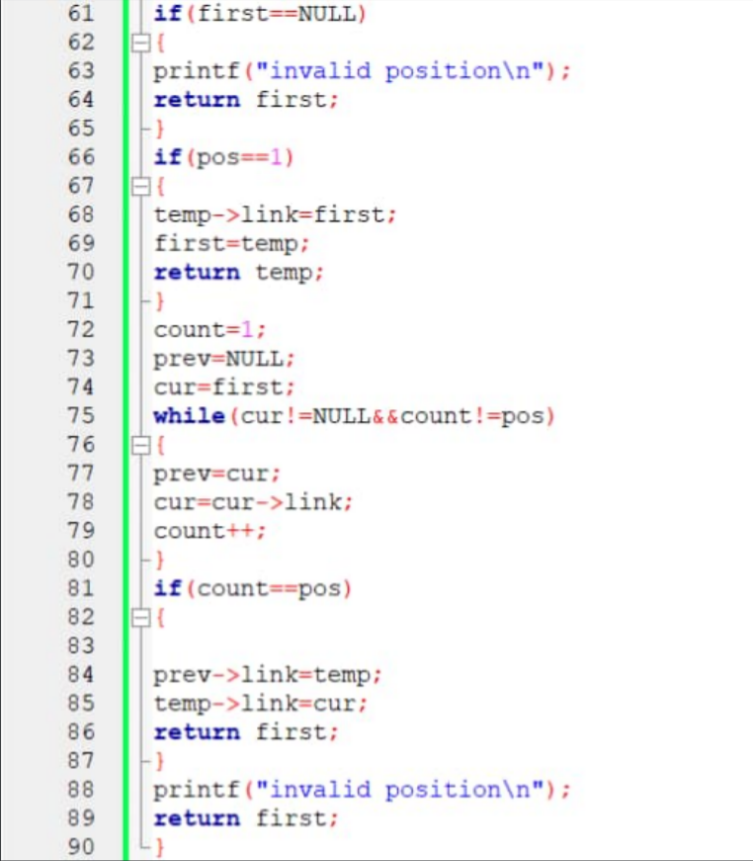 61 if(first==NULL)
62 {
63 printf("invalid position\n");
64 return first;
65 }
66 if(pos==1)
67 {
68 temp->link=first;
69 first=temp;
70 return temp;
71 }
72 count=1;
73 prev=NULL;
74 cur=first;
75 while(cur!=NULL&&count!=pos)
76 {
77 prev=cur;
78 cur=cur->link;
79 count++;
80 }
81 if(count==pos)
82 {
83
84 prev->link=temp;
85 temp->link=cur;
86 return first;
87 }
88 printf("invalid position\n");
89 return first;
90 }